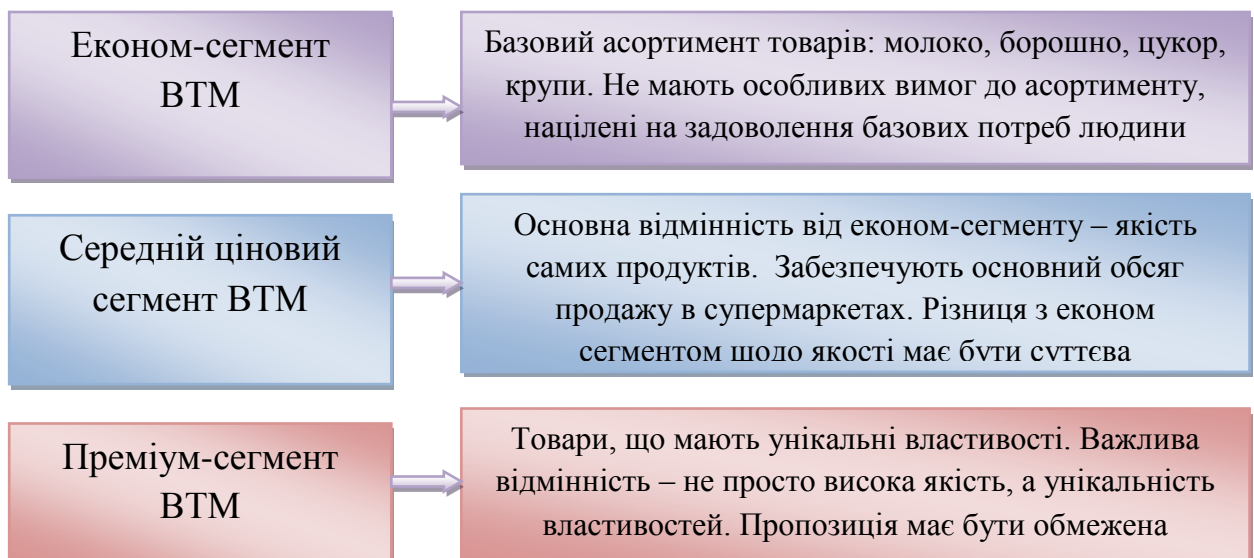 Економ-сегмент
ВТМ
Базовий асортимент товарів: молоко, борошно, цукор,
крупи. Не мають особливих вимог до асортименту,
націлені на задоволення базових потреб людини
Середній ціновий
сегмент ВТМ
Основна відмінність від економ-сегменту – якість
самих продуктів. Забезпечують основний обсяг
продажу в супермаркетах. Різниця з економ
сегментом щодо якості має бути суттєва
Преміум-сегмент
ВТМ
Товари, що мають унікальні властивості. Важлива
відмінність – не просто висока якість, а унікальність
властивостей. Пропозиція має бути обмежена